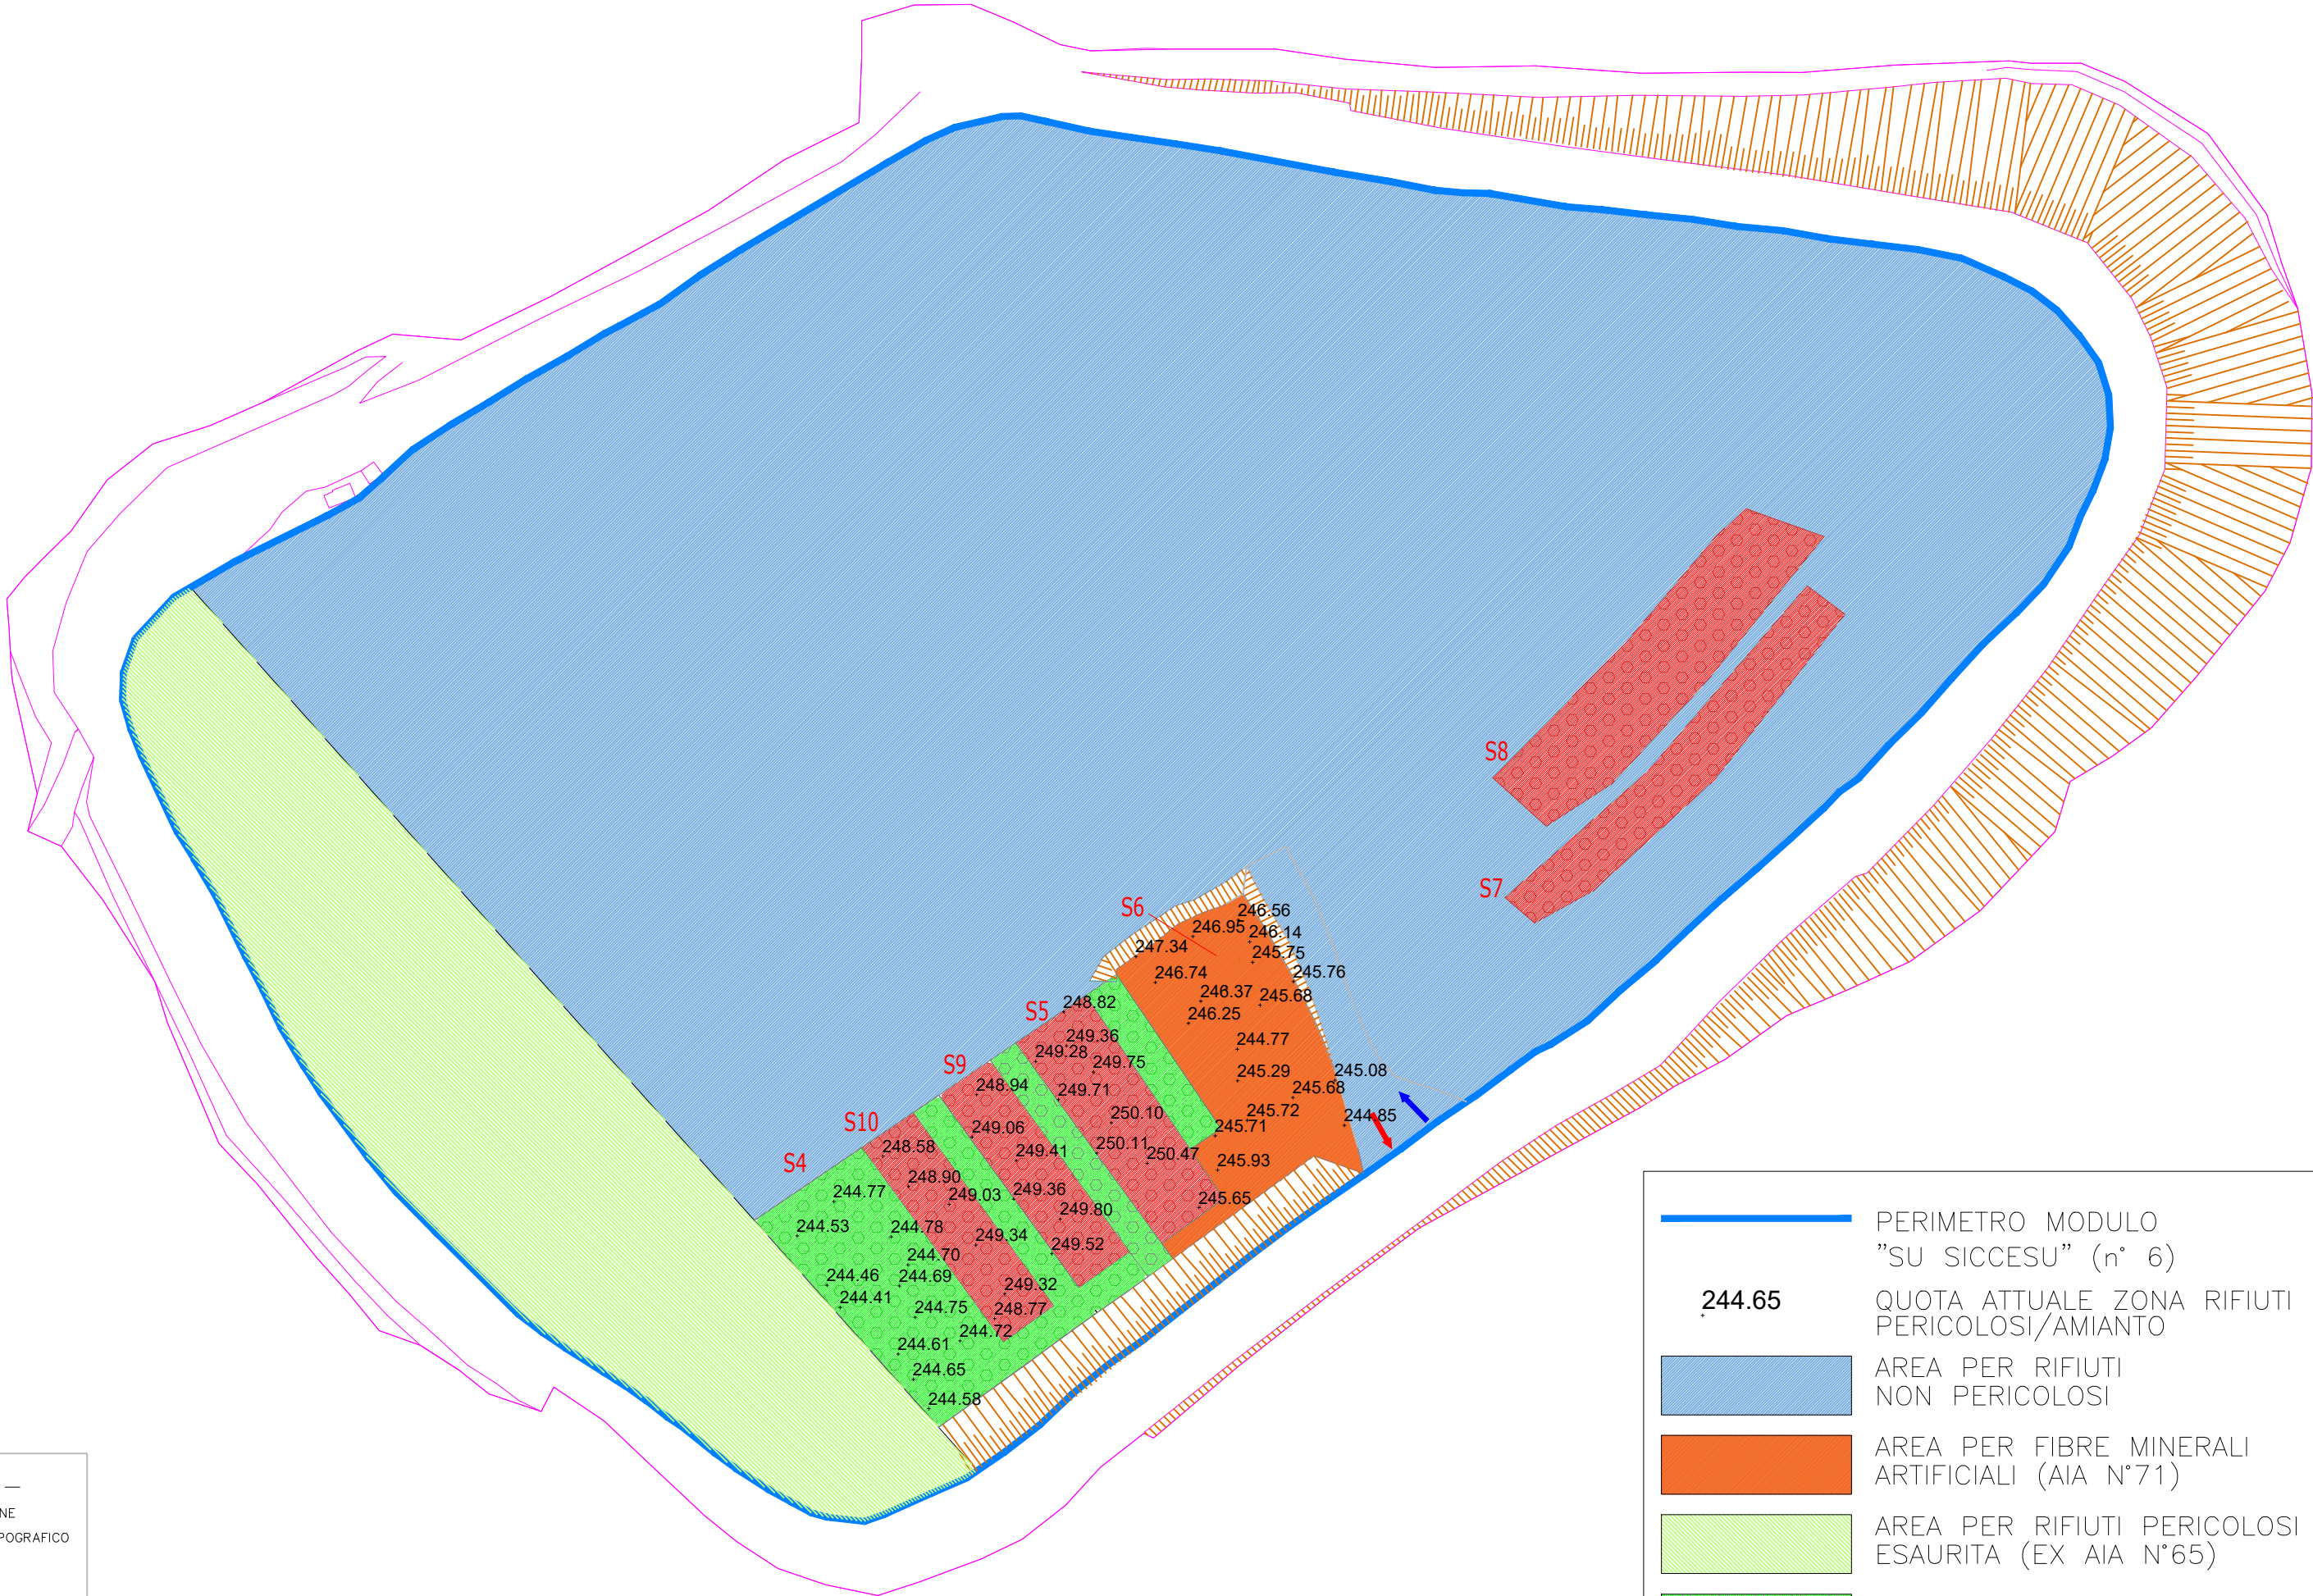 S8
S7
S6
246.56
246.95
246.14
247.34
245.75
245.76
246.74
246.37
245.68
248.82
S5
246.25
249.36
244.77
249.28
249.75
S9
245.08
245.29
248.94
245.68
249.71
245.72
250.10
244.85
S10
249.06
245.71
250.11
248.58
249.41
250.47
245.93
S4
248.90
244.77
249.03
249.36
245.65
249.80
244.53
244.78
249.34
249.52
244.70
244.46
244.69
249.32
244.41
244.75
248.77
244.72
244.61
244.65
244.58
PERIMETRO MODULO
"SU SICCESU" (n° 6)
244.65
QUOTA ATTUALE ZONA RIFIUTI
PERICOLOSI/AMIANTO
AREA PER RIFIUTI
NON PERICOLOSI
AREA PER FIBRE MINERALI
ARTIFICIALI (AIA N°71)
AREA PER RIFIUTI PERICOLOSI
ESAURITA (EX AIA N°65)
—
NE
POGRAFICO